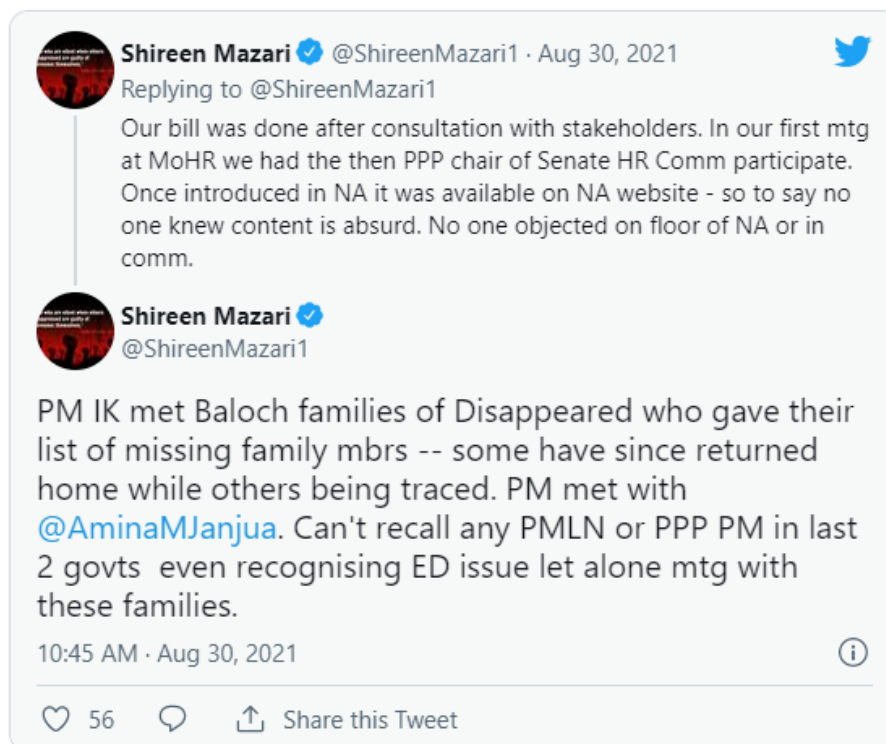 Shireen Mazari @ShireenMazari1 · Aug 30, 2021
Replying to @ShireenMazari1
Our bill was done after consultation with stakeholders. In our first mtg
at MoHR we had the then PPP chair of Senate HR Comm participate.
Once introduced in NA it was available on NA website - so to say no
one knew content is absurd. No one objected on floor of NA or in
comm.
Shireen Mazari
@ShireenMazari1
PM IK met Baloch families of Disappeared who gave their
list of missing family mbrs -- some have since returned
home while others being traced. PM met with
@AminaMJanjua. Can't recall any PMLN or PPP PM in last
2 govts  even recognising ED issue let alone mtg with
these families.
10:45 AM · Aug 30, 2021
56 Share this Tweet